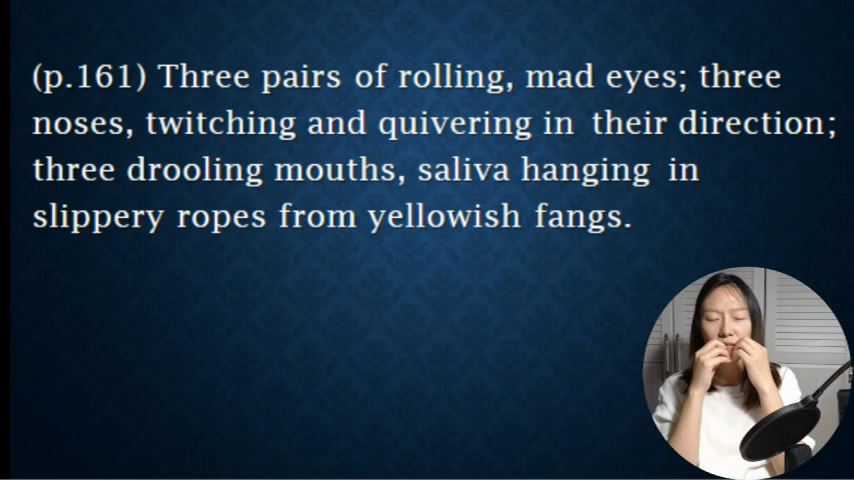 (p.161) Three pairs of rolling, mad eyes; three
noses, twitching and quivering in their direction;
three drooling mouths, saliva hanging in
slippery ropes from yellowish fangs.